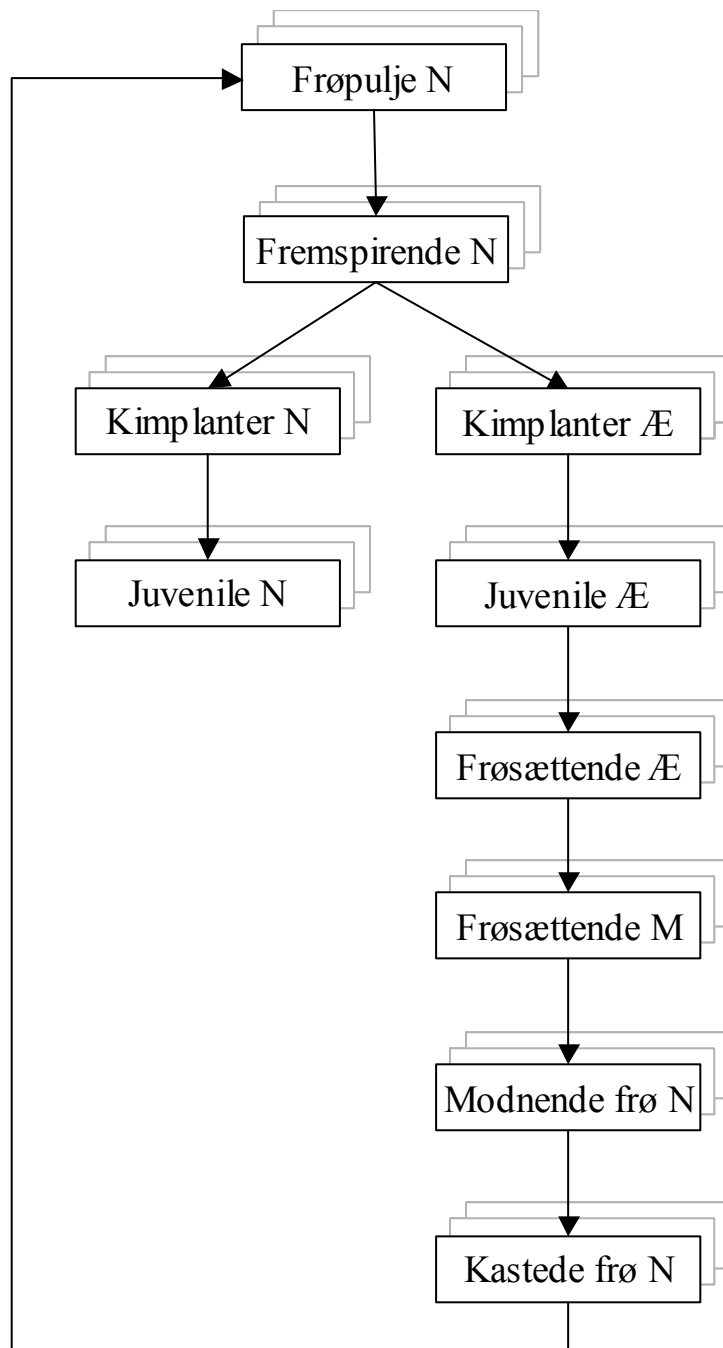 Frøpulje N
Fremspirende N
Kimplanter N
Kimplanter Æ
Juvenile N
Juvenile Æ
Frøsættende Æ
Frøsættende M
Modnende frø N
Kastede frø N